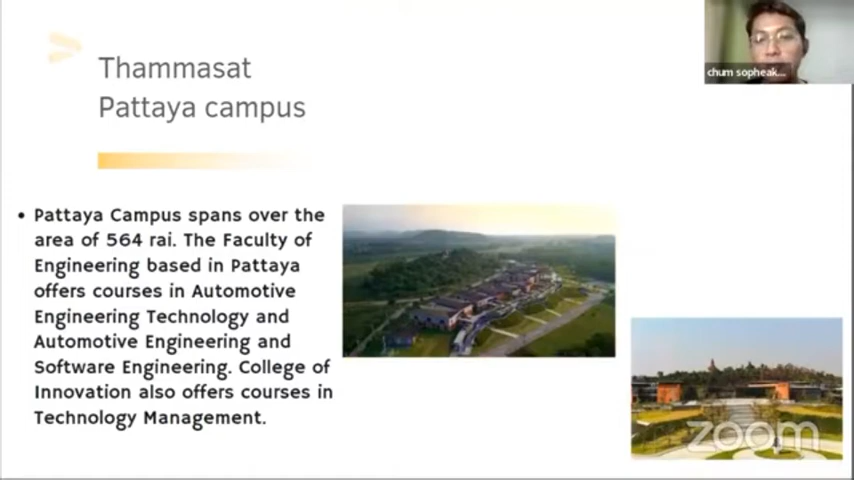 Thammasat
Pattaya campus
chum sopheak...
• Pattaya Campus spans over the
area of 564 rai. The Faculty of
Engineering based in Pattaya
offers courses in Automotive
Engineering Technology and
Automotive Engineering and
Software Engineering. College of
Innovation also offers courses in
Technology Management.
zoom